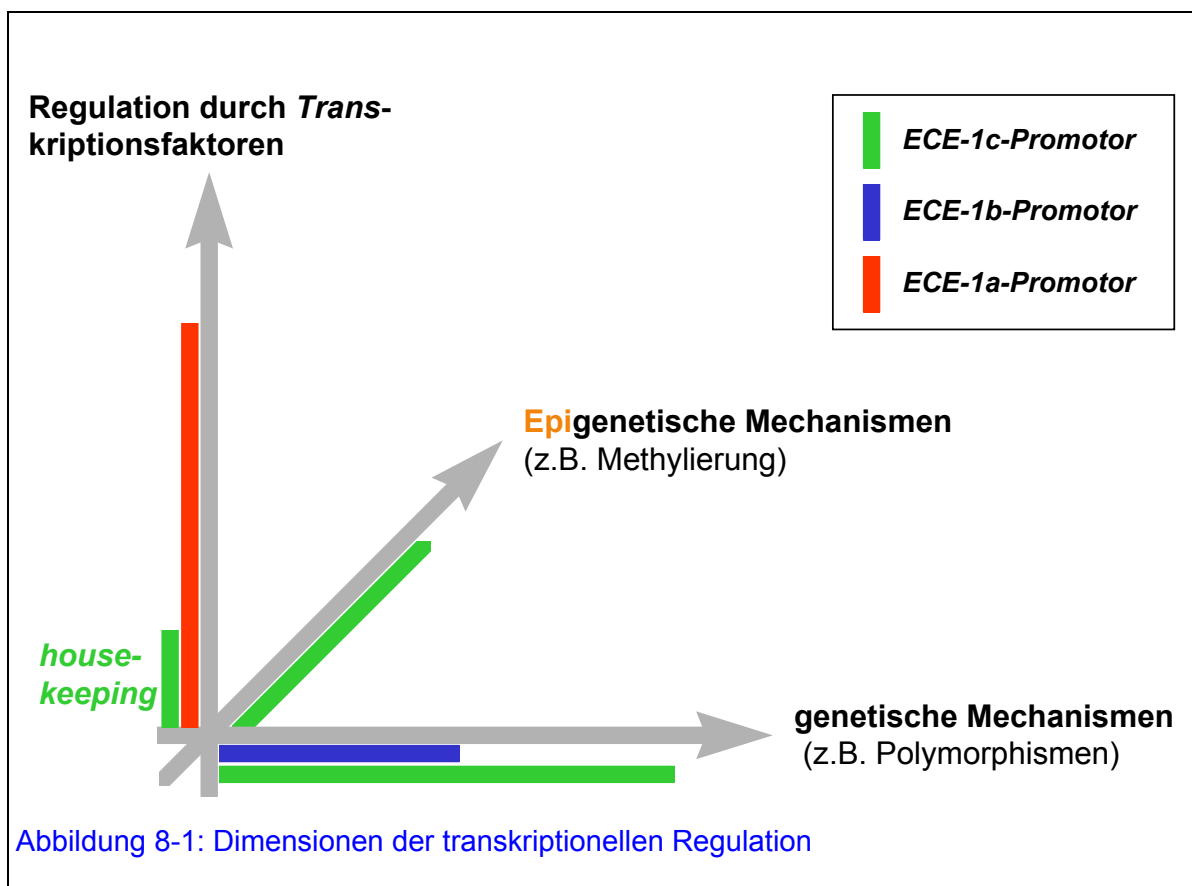 Regulation durch Trans-
kriptionsfaktoren
ECE-1c-Promotor
ECE-1b-Promotor
ECE-1a-Promotor
Epigenetische Mechanismen
(z.B. Methylierung)
house-
keeping
genetische Mechanismen
(z.B. Polymorphismen)
Abbildung 8-1: Dimensionen der transkriptionellen Regulation